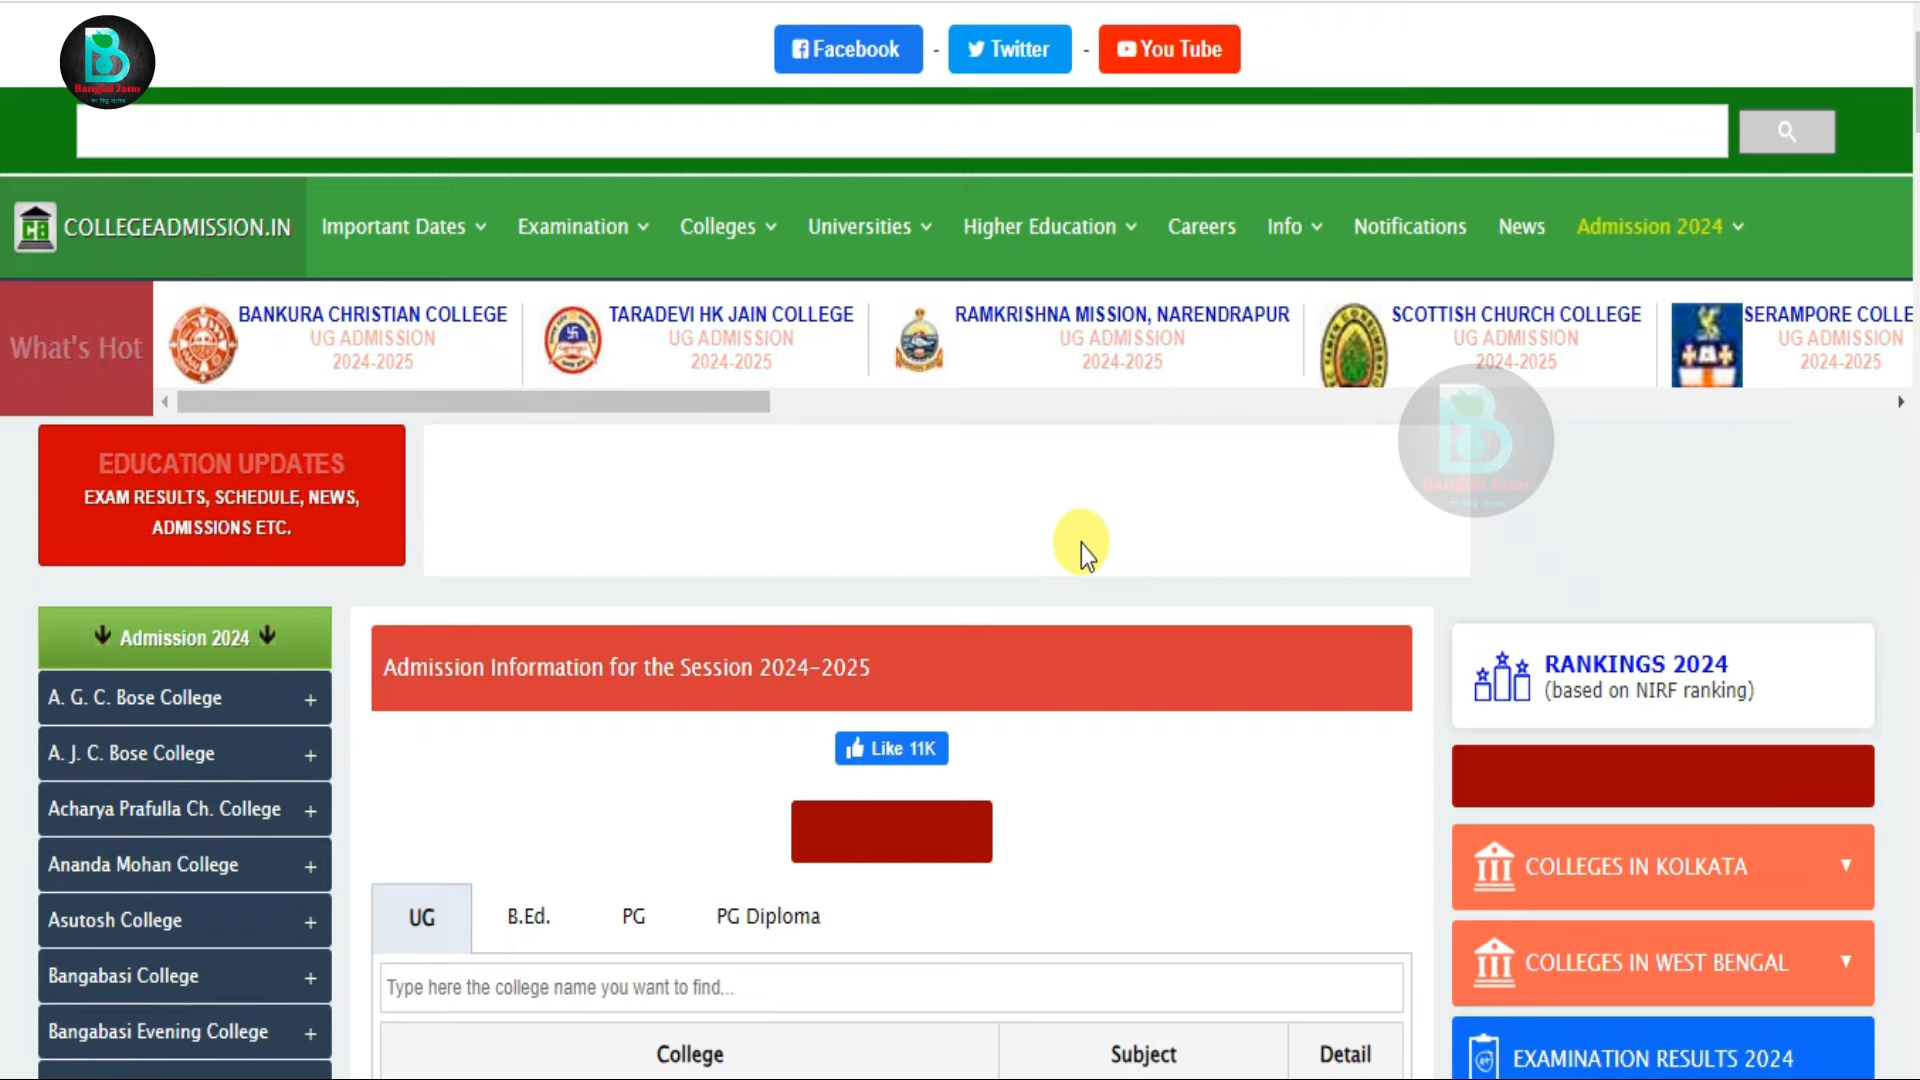 Banglai Jano
Facebook - Twitter - You Tube
COLLEGEADMISSION.IN Important Dates Examination Colleges Universities Higher Education Careers Info Notifications News Admission 2024
What's Hot
BANKURA CHRISTIAN COLLEGE
UG ADMISSION
2024-2025
TARADEVI HK JAIN COLLEGE
UG ADMISSION
2024-2025
RAMKRISHNA MISSION, NARENDRAPUR
UG ADMISSION
2024-2025
SCOTTISH CHURCH COLLEGE
UG ADMISSION
2024-2025
SERAMPORE COLLE
UG ADMISSION
2024-2025
Banglai Jano
EDUCATION UPDATES
EXAM RESULTS, SCHEDULE, NEWS,
ADMISSIONS ETC.
Admission 2024
A. G. C. Bose College +
A. J. C. Bose College +
Acharya Prafulla Ch. College +
Ananda Mohan College +
Asutosh College +
Bangabasi College +
Bangabasi Evening College +
Admission Information for the Session 2024-2025
Like 11K
UG B.Ed. PG PG Diploma
Type here the college name you want to find...
College Subject Detail
RANKINGS 2024
(based on NIRF ranking)
COLLEGES IN KOLKATA
COLLEGES IN WEST BENGAL
EXAMINATION RESULTS 2024